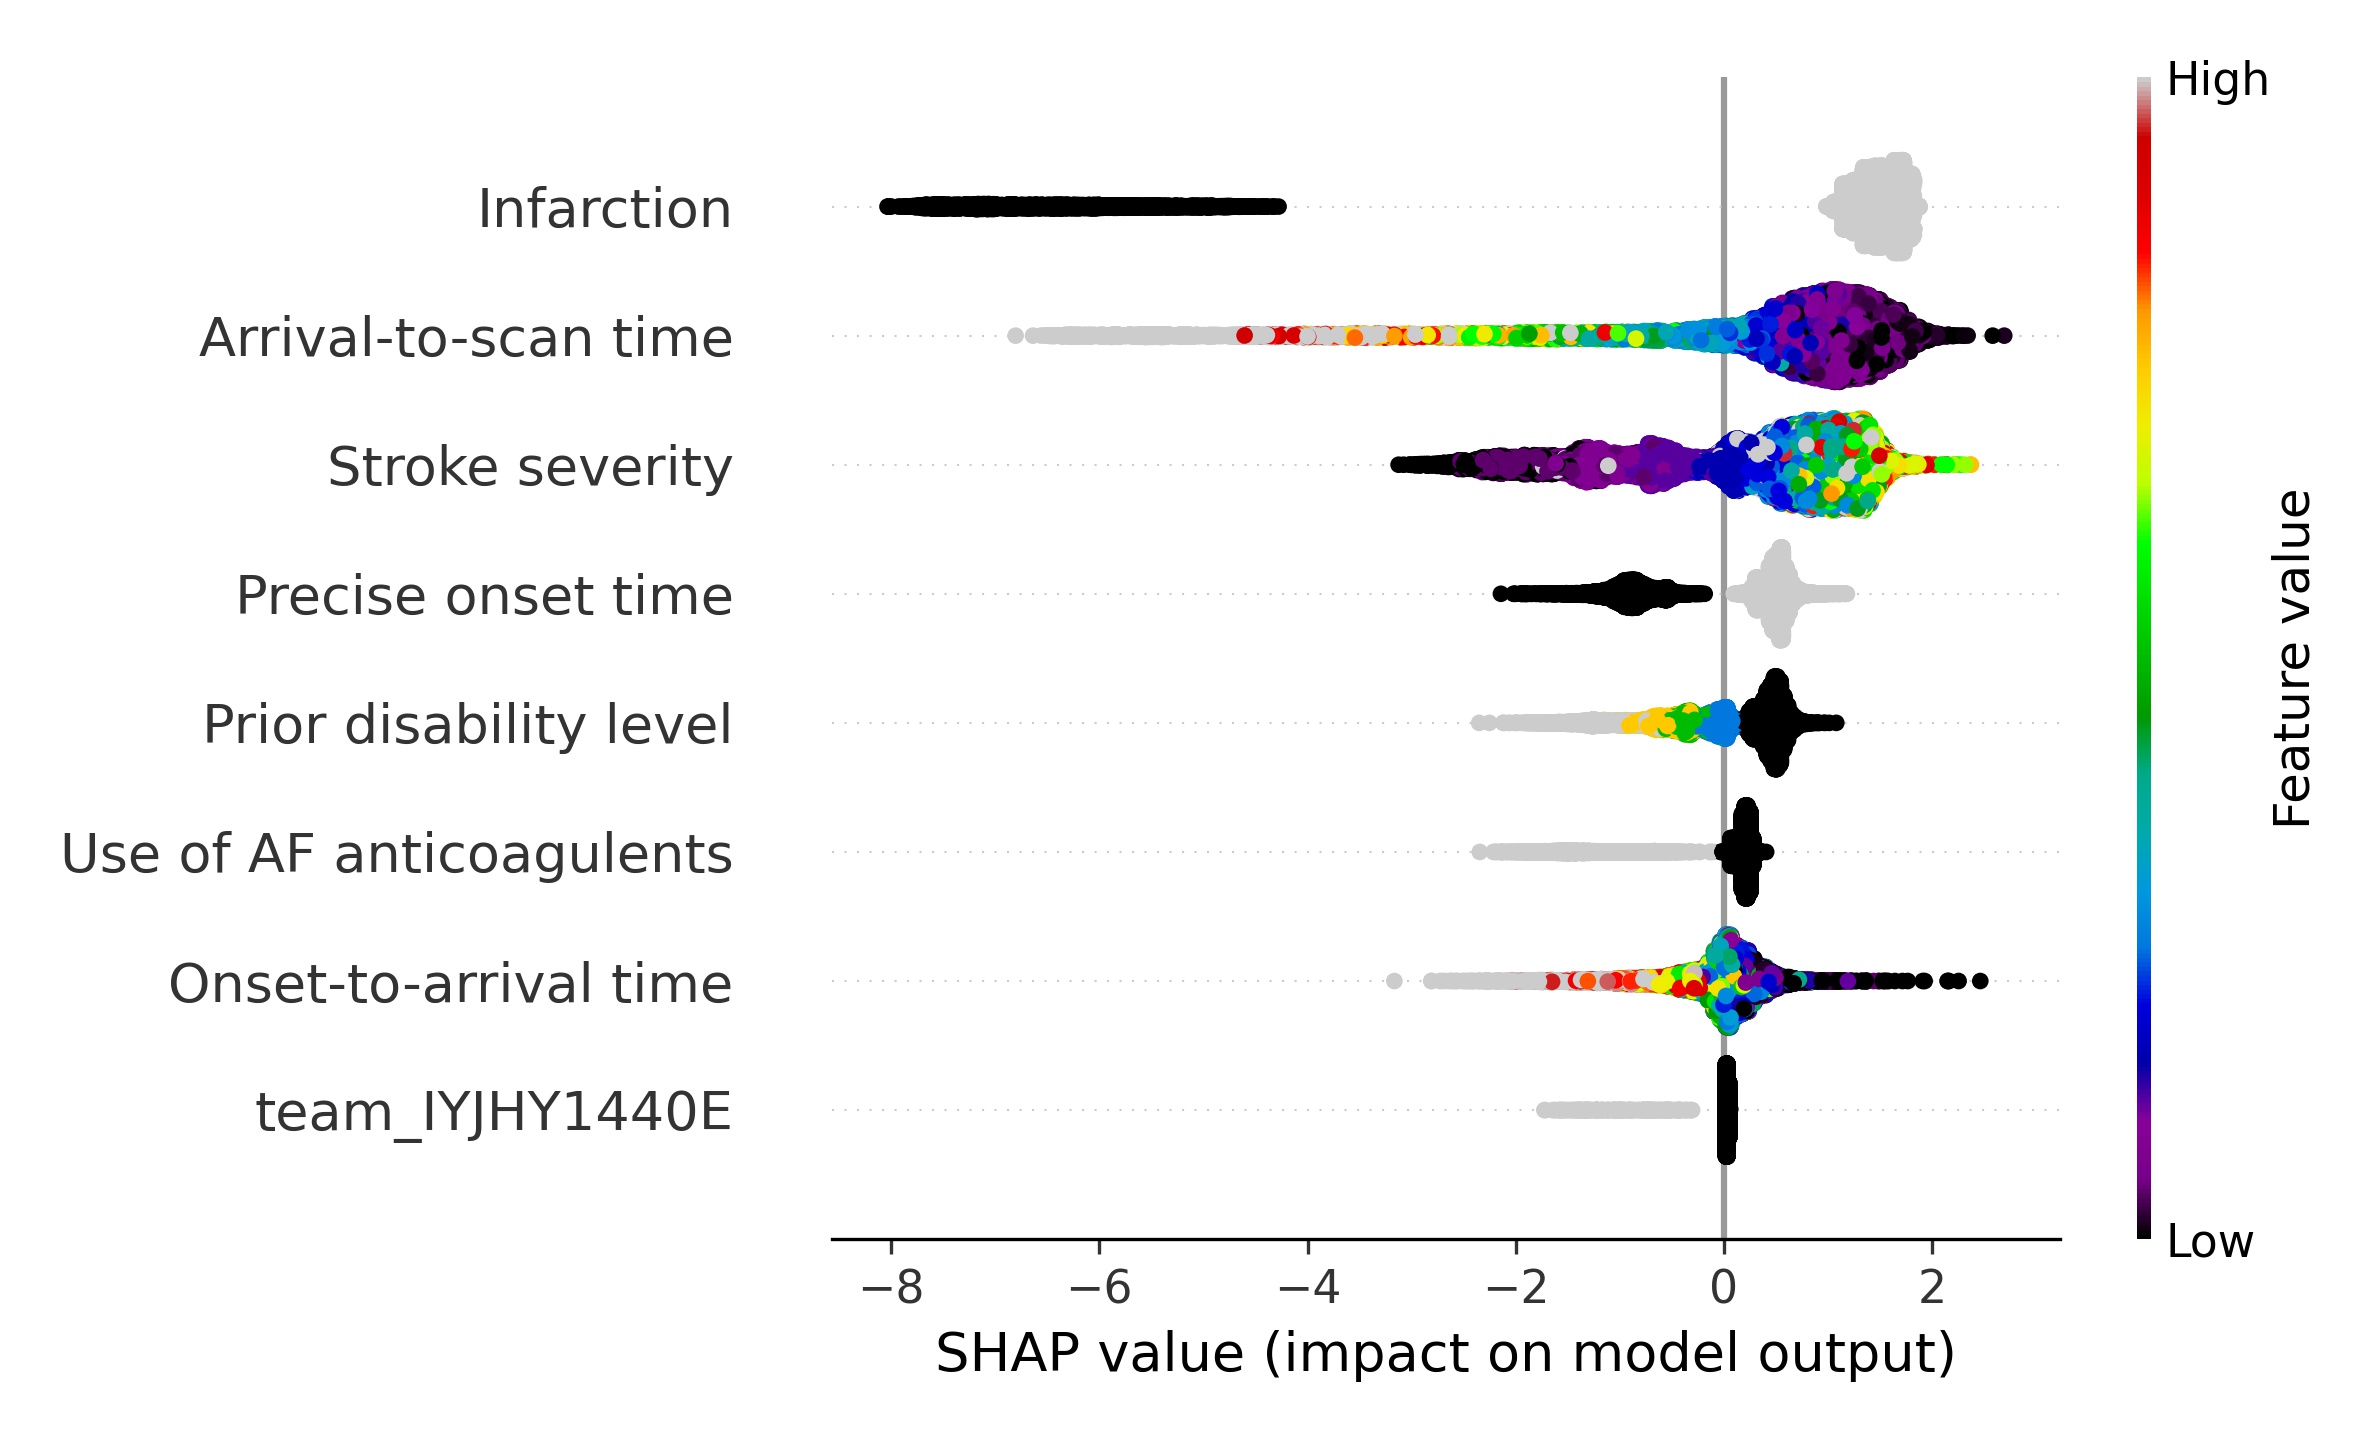 High
Infarction
Arrival-to-scan time
Stroke severity
Precise onset time
Prior disability level
Use of AF anticoagulents
Onset-to-arrival time
team_IYJHY1440E
Feature value
Low
−8 −6 −4 −2 0 2
SHAP value (impact on model output)